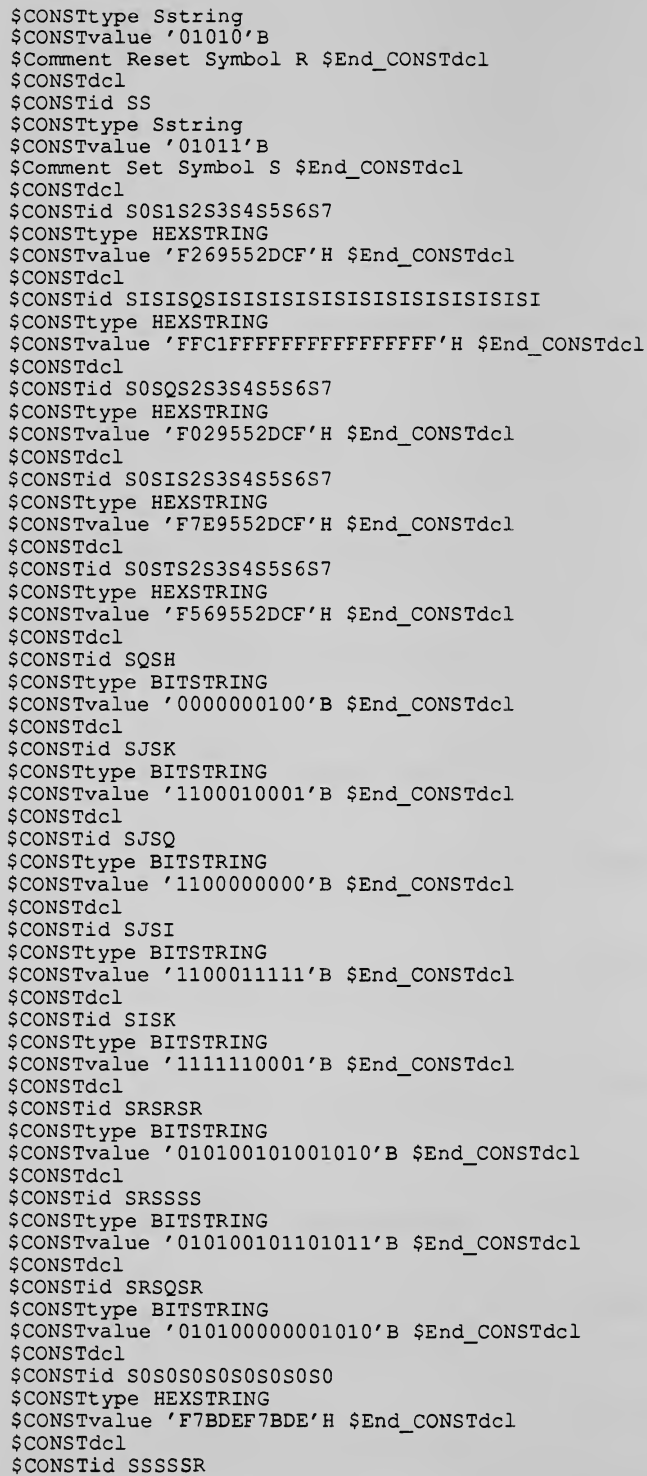 $CONSTtype Sstring
$CONSTvalue '01010'B
$Comment Reset Symbol R $End_CONSTdcl
$CONSTdcl
$CONSTid SS
$CONSTtype Sstring
$CONSTvalue '01011'B
$Comment Set Symbol S $End_CONSTdcl
$CONSTdcl
$CONSTid S0S1S2S3S4S5S6S7
$CONSTtype HEXSTRING
$CONSTvalue 'F269552DCF'H $End_CONSTdcl
$CONSTdcl
$CONSTid SISISQSISISISISISISISISISISISISI
$CONSTtype HEXSTRING
$CONSTvalue 'FFC1FFFFFFFFFFFFFFFF'H $End_CONSTdcl
$CONSTdcl
$CONSTid S0SQS2S3S4S5S6S7
$CONSTtype HEXSTRING
$CONSTvalue 'F029552DCF'H $End_CONSTdcl
$CONSTdcl
$CONSTid S0SIS2S3S4S5S6S7
$CONSTtype HEXSTRING
$CONSTvalue 'F7E9552DCF'H $End_CONSTdcl
$CONSTdcl
$CONSTid S0STS2S3S4S5S6S7
$CONSTtype HEXSTRING
$CONSTvalue 'F569552DCF'H $End_CONSTdcl
$CONSTdcl
$CONSTid SQSH
$CONSTtype BITSTRING
$CONSTvalue '0000000100'B $End_CONSTdcl
$CONSTdcl
$CONSTid SJSK
$CONSTtype BITSTRING
$CONSTvalue '1100010001'B $End_CONSTdcl
$CONSTdcl
$CONSTid SJSQ
$CONSTtype BITSTRING
$CONSTvalue '1100000000'B $End_CONSTdcl
$CONSTdcl
$CONSTid SJSI
$CONSTtype BITSTRING
$CONSTvalue '1100011111'B $End_CONSTdcl
$CONSTdcl
$CONSTid SISK
$CONSTtype BITSTRING
$CONSTvalue '1111110001'B $End_CONSTdcl
$CONSTdcl
$CONSTid SRSRSR
$CONSTtype BITSTRING
$CONSTvalue '010100101001010'B $End_CONSTdcl
$CONSTdcl
$CONSTid SRSSSS
$CONSTtype BITSTRING
$CONSTvalue '010100101101011'B $End_CONSTdcl
$CONSTdcl
$CONSTid SRSQSR
$CONSTtype BITSTRING
$CONSTvalue '010100000001010'B $End_CONSTdcl
$CONSTdcl
$CONSTid S0S0S0S0S0S0S0S0
$CONSTtype HEXSTRING
$CONSTvalue 'F7BDEF7BDE'H $End_CONSTdcl
$CONSTdcl
$CONSTid SSSSSR